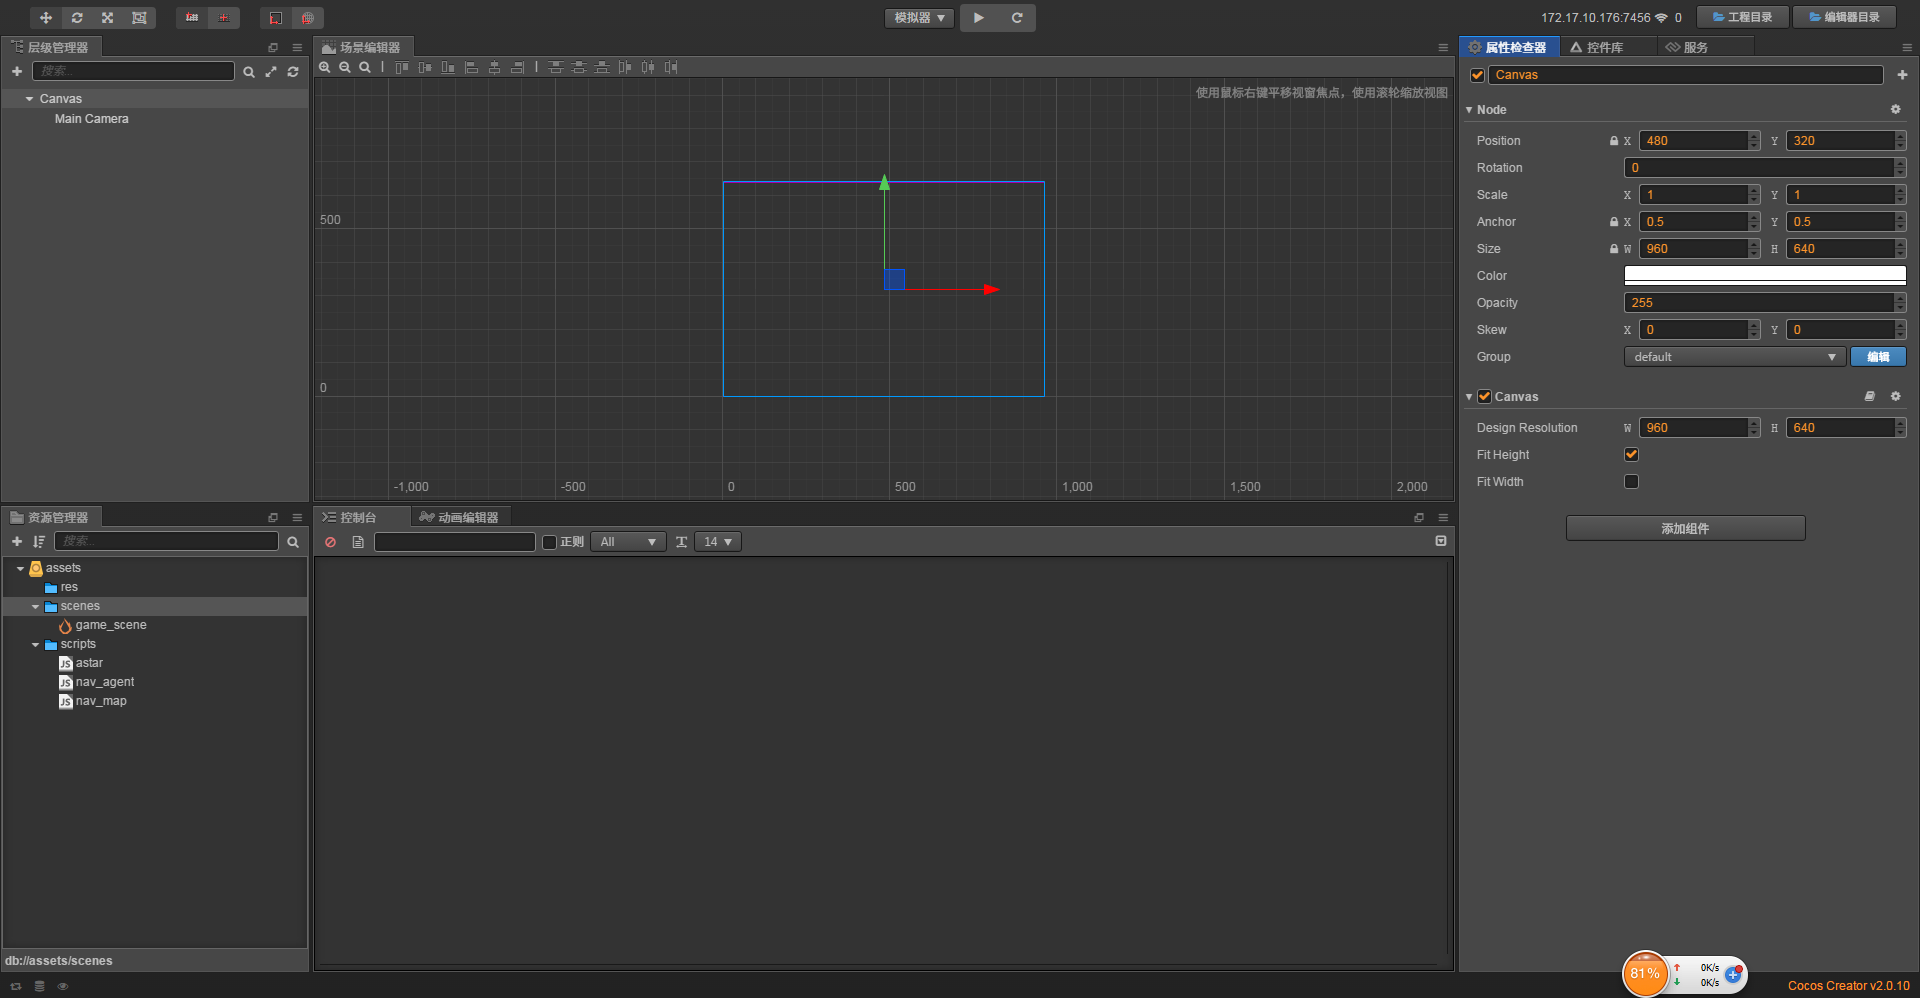 模拟器
172.17.10.176:7456 0
工程目录
编辑器目录
层级管理器
搜索...
Canvas
Main Camera
场景编辑器
使用鼠标右键平移视窗焦点，使用滚轮缩放视图
500
0
-1,000
-500
0
500
1,000
1,500
2,000
属性检查器
控件库
服务
Canvas
Node
Position X 480 Y 320
Rotation 0
Scale X 1 Y 1
Anchor X 0.5 Y 0.5
Size W 960 H 640
Color
Opacity 255
Skew X 0 Y 0
Group default 编辑
Canvas
Design Resolution W 960 H 640
Fit Height
Fit Width
添加组件
资源管理器
搜索...
assets
res
scenes
game_scene
scripts
JS astar
JS nav_agent
JS nav_map
db://assets/scenes
控制台
动画编辑器
正则
All
14
81%
0K/s
0K/s
Cocos Creator v2.0.10